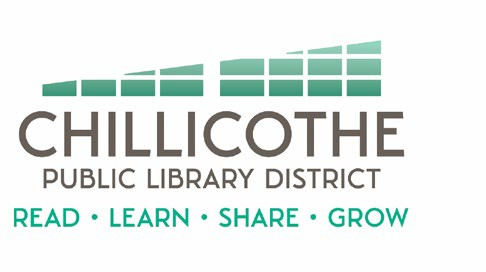 CHILLICOTHE
PUBLIC LIBRARY DISTRICT
READ • LEARN • SHARE • GROW